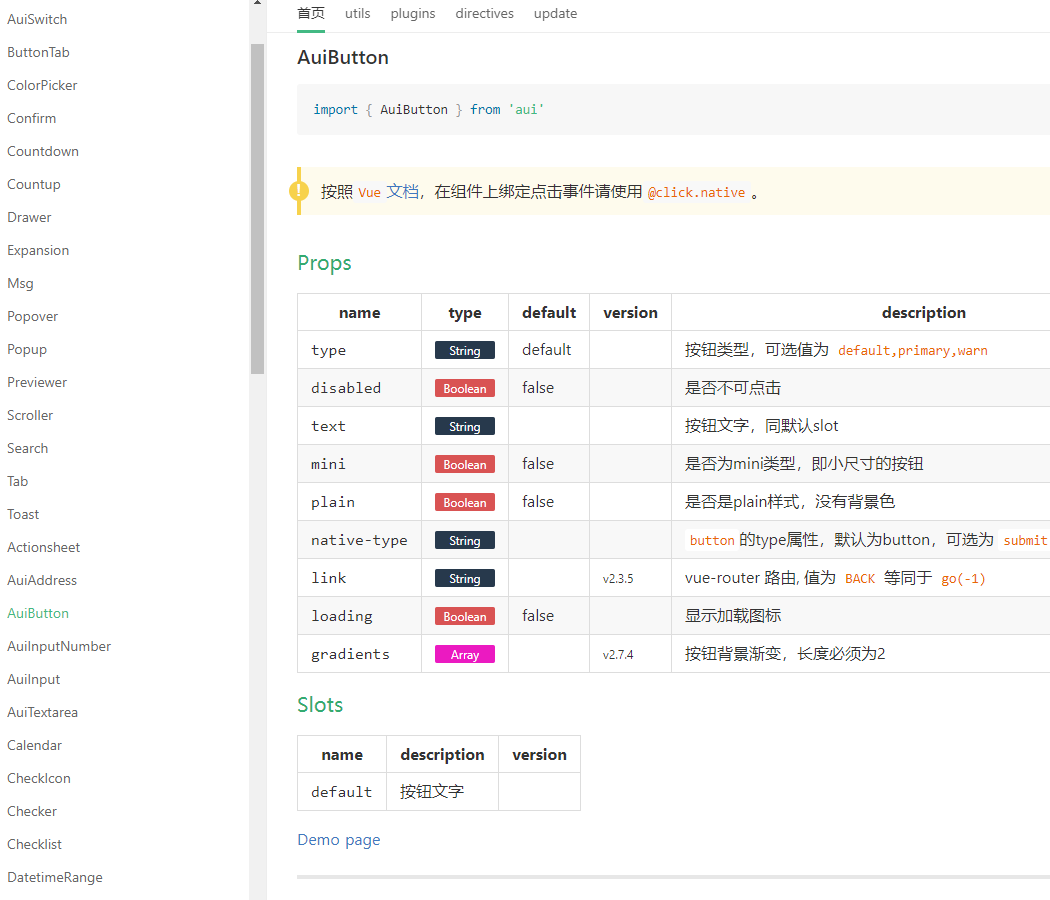 AuiSwitch
ButtonTab
ColorPicker
Confirm
Countdown
Countup
Drawer
Expansion
Msg
Popover
Popup
Previewer
Scroller
Search
Tab
Toast
Actionsheet
AuiAddress
AuiButton
AuiInputNumber
AuiInput
AuiTextarea
Calendar
CheckIcon
Checker
Checklist
DatetimeRange
首页 utils plugins directives update
AuiButton
import { AuiButton } from 'aui'
按照 Vue 文档，在组件上绑定点击事件请使用 @click.native 。
Props
name type default version description
type String default 按钮类型，可选值为 default,primary,warn
disabled Boolean false 是否不可点击
text String 按钮文字，同默认slot
mini Boolean false 是否为mini类型，即小尺寸的按钮
plain Boolean false 是否是plain样式，没有背景色
native-type String button 的type属性，默认为button，可选为 submit
link String v2.3.5 vue-router 路由, 值为 BACK 等同于 go(-1)
loading Boolean false 显示加载图标
gradients Array v2.7.4 按钮背景渐变，长度必须为2
Slots
name description version
default 按钮文字
Demo page